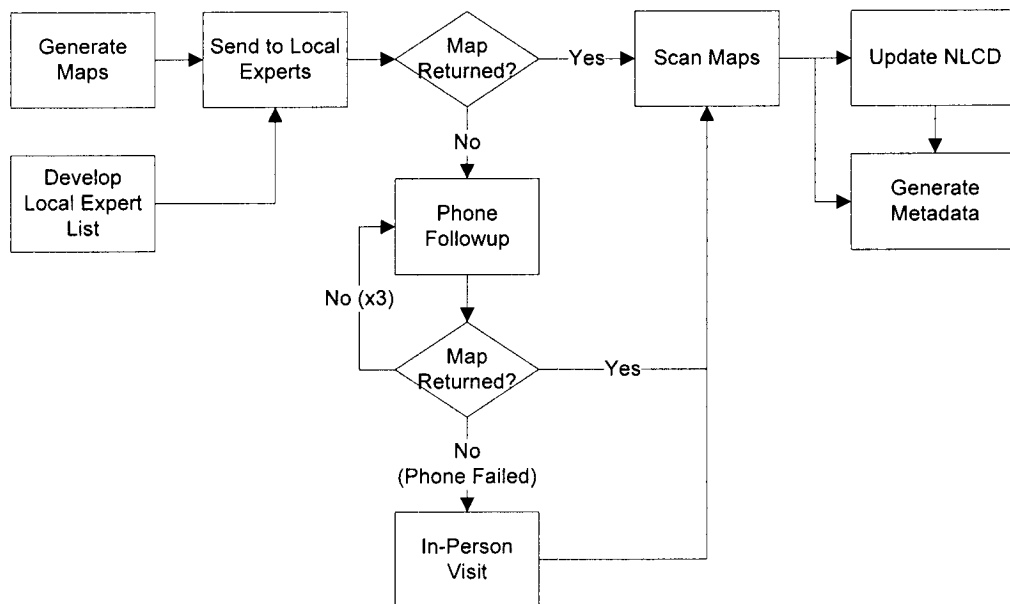 Generate
Maps
Send to Local
Experts
Map
Returned?
Yes
Scan Maps
Update NLCD
No
Develop
Local Expert
List
Phone
Followup
Generate
Metadata
No (x3)
Map
Returned?
Yes
No
(Phone Failed)
In-Person
Visit